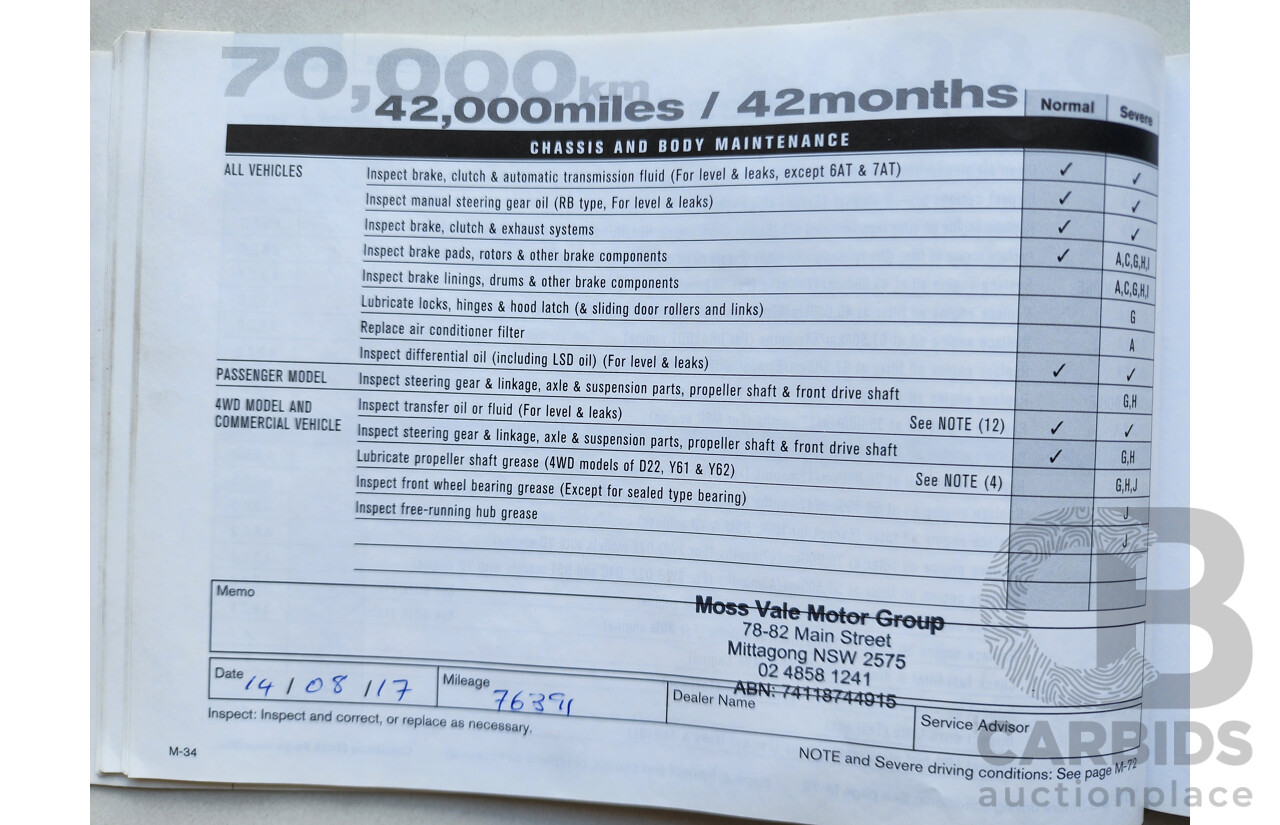 70,000km
42,000miles / 42months
Normal Severe
CHASSIS AND BODY MAINTENANCE
ALL VEHICLES Inspect brake, clutch & automatic transmission fluid (For level & leaks, except 6AT & 7AT) ✓ ✓
Inspect manual steering gear oil (RB type, For level & leaks) ✓ ✓
Inspect brake, clutch & exhaust systems ✓ ✓
Inspect brake pads, rotors & other brake components ✓ A,C,G,H,I
Inspect brake linings, drums & other brake components A,C,G,H,I
Lubricate locks, hinges & hood latch (& sliding door rollers and links) G
Replace air conditioner filter A
Inspect differential oil (including LSD oil) (For level & leaks) ✓ ✓
PASSENGER MODEL Inspect steering gear & linkage, axle & suspension parts, propeller shaft & front drive shaft G,H
4WD MODEL AND Inspect transfer oil or fluid (For level & leaks) See NOTE (12) ✓ ✓
COMMERCIAL VEHICLE Inspect steering gear & linkage, axle & suspension parts, propeller shaft & front drive shaft ✓ G,H
Lubricate propeller shaft grease (4WD models of D22, Y61 & Y62) See NOTE (4) G,H,J
Inspect front wheel bearing grease (Except for sealed type bearing) J
Inspect free-running hub grease J
Memo
Moss Vale Motor Group
78-82 Main Street
Mittagong NSW 2575
02 4858 1241
ABN: 74118744915
Date 14 / 08 / 17 Mileage 76391 Dealer Name Service Advisor
Inspect: Inspect and correct, or replace as necessary.
M-34
NOTE and Severe driving conditions: See page M-72
CB
CARBIDS
auctionplace